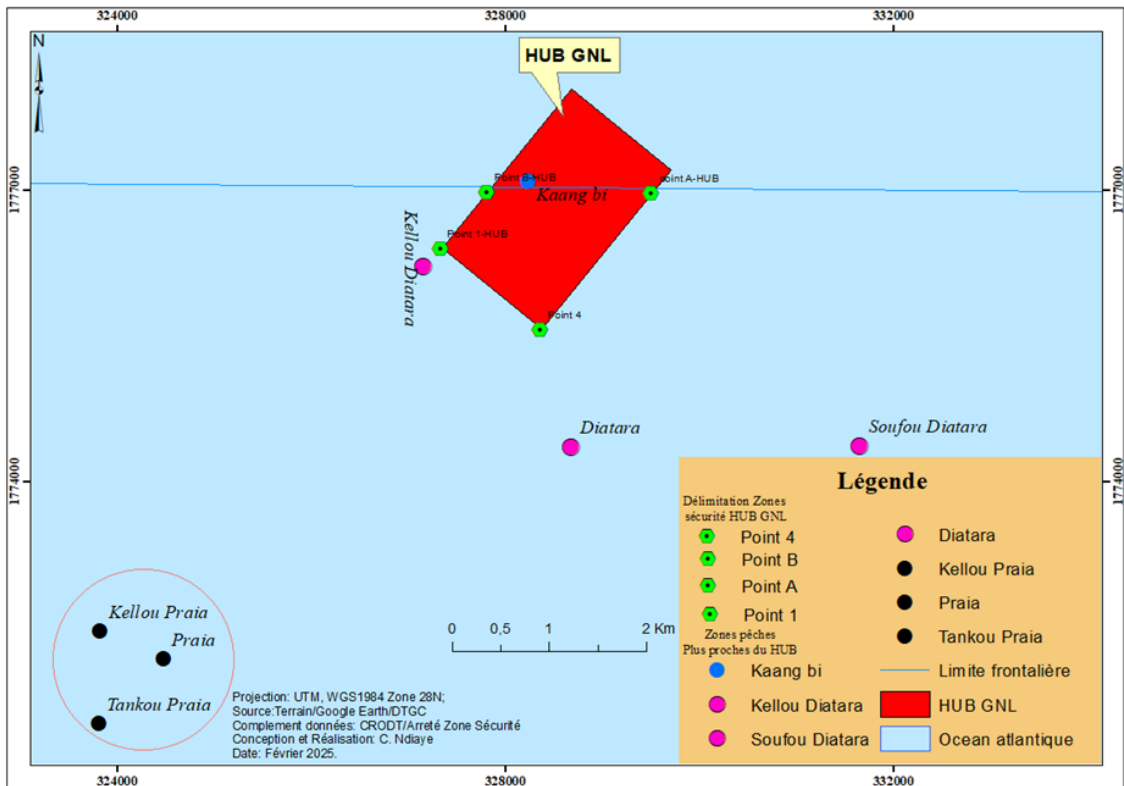 324000
328000
332000
N
HUB GNL
1777000
1777000
Point B-HUB
point A-HUB
Kaang bi
Kellou Diatara
Point 1-HUB
Point 4
Diatara
Soufou Diatara
1774000
1774000
Légende
Délimitation Zones
sécurité HUB GNL
Point 4
Point B
Point A
Point 1
Zones pêches
Plus proches du HUB
Kaang bi
Kellou Diatara
Soufou Diatara
Diatara
Kellou Praia
Praia
Tankou Praia
Limite frontalière
HUB GNL
Ocean atlantique
Kellou Praia
Praia
Tankou Praia
0 0,5 1 2 Km
Projection: UTM, WGS1984 Zone 28N;
Source:Terrain/Google Earth/DTGC
Complement données: CRODT/Arreté Zone Sécurité
Conception et Réalisation: C. Ndiaye
Date: Février 2025.
324000
328000
332000